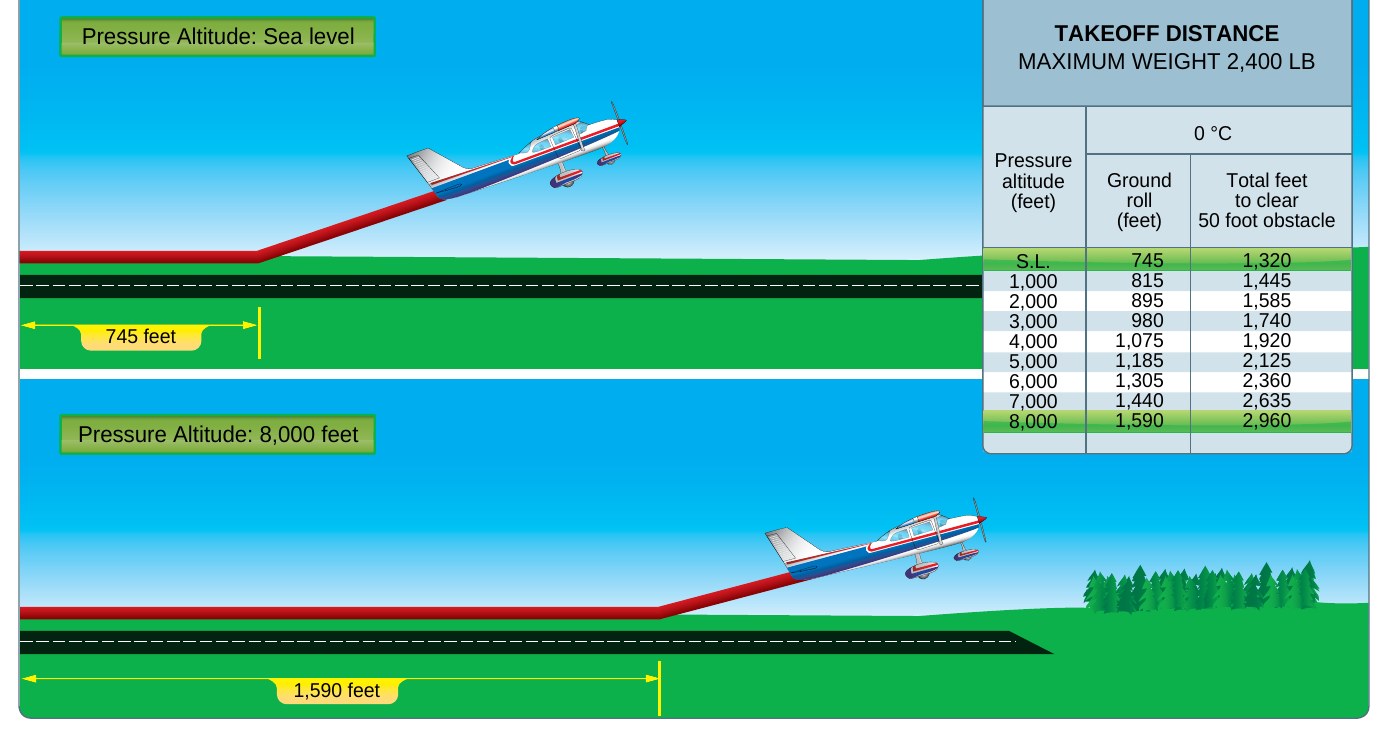 Pressure Altitude: Sea level
745 feet
Pressure Altitude: 8,000 feet
1,590 feet
TAKEOFF DISTANCE
MAXIMUM WEIGHT 2,400 LB
Pressure
altitude
(feet)
0 °C
Ground
roll
(feet)
Total feet
to clear
50 foot obstacle
S.L. 745 1,320
1,000 815 1,445
2,000 895 1,585
3,000 980 1,740
4,000 1,075 1,920
5,000 1,185 2,125
6,000 1,305 2,360
7,000 1,440 2,635
8,000 1,590 2,960